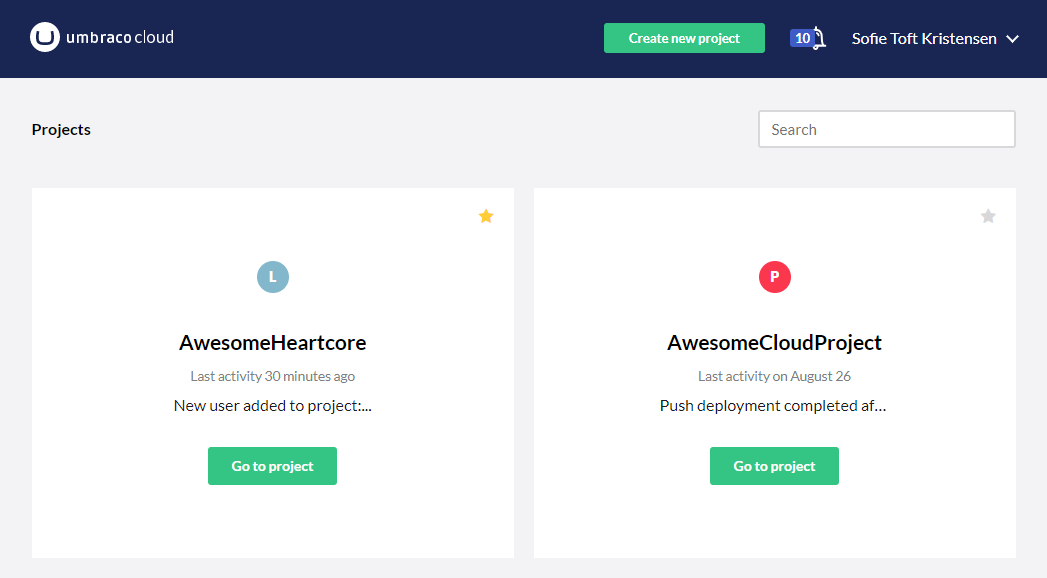 umbraco cloud
Create new project
10
Sofie Toft Kristensen
Projects
Search
L
AwesomeHeartcore
Last activity 30 minutes ago
New user added to project:...
Go to project
P
AwesomeCloudProject
Last activity on August 26
Push deployment completed af...
Go to project